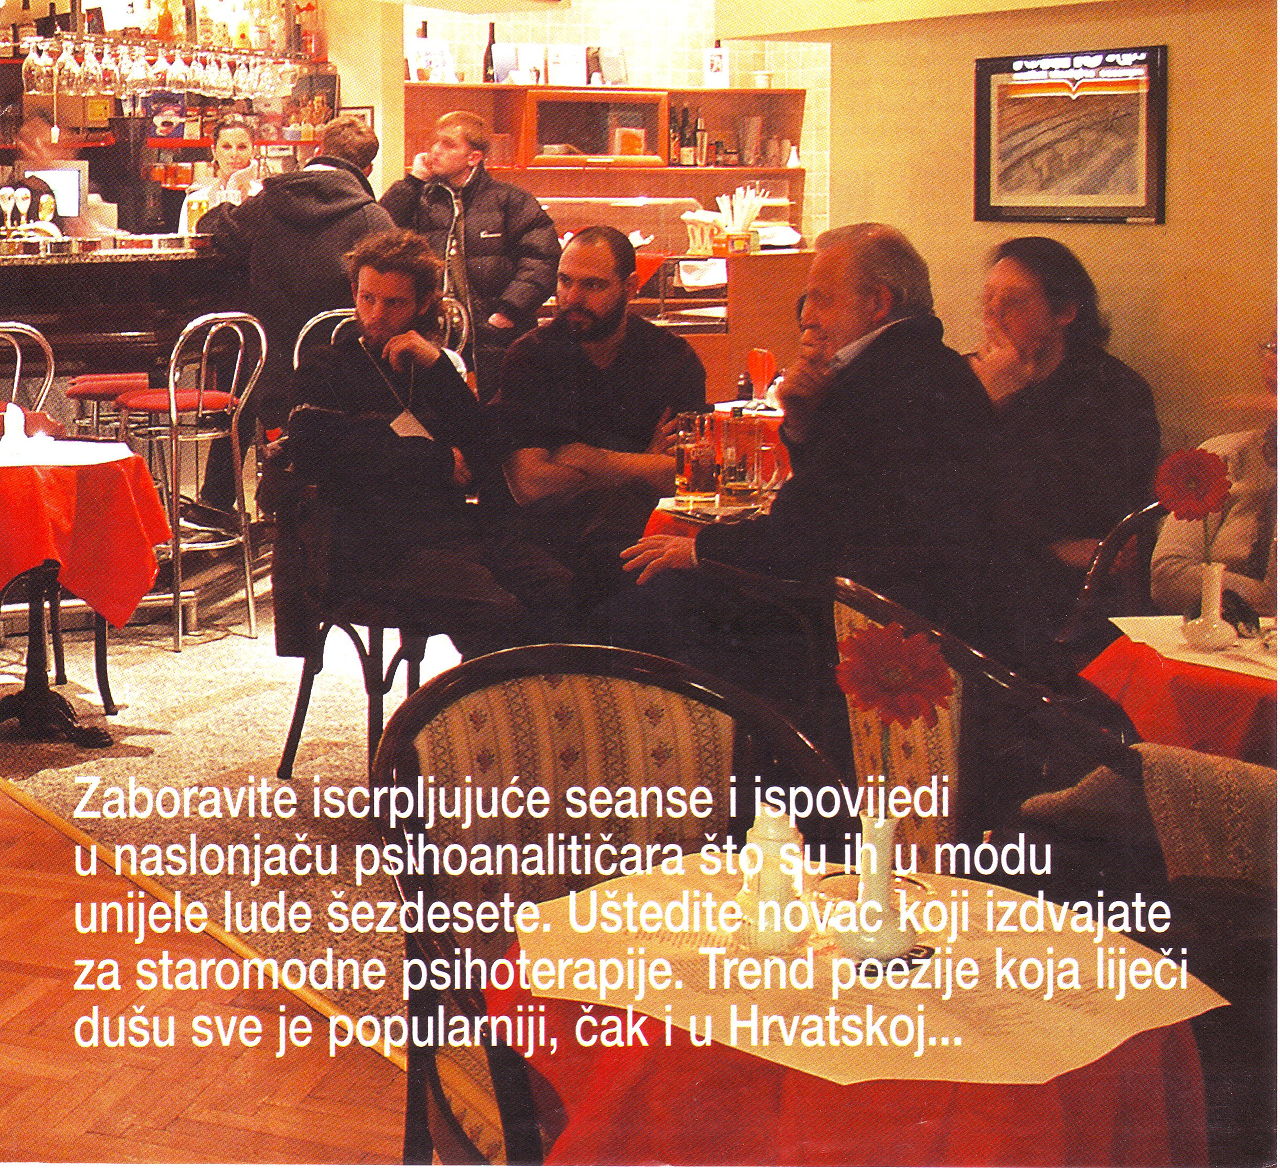 Zaboravite iscrpljujuće seanse i ispovijedi
u naslonjaču psihoanalitičara što su ih u modu
unijele lude šezdesete. Uštedite novac koji izdvajate
za staromodne psihoterapije. Trend poezije koja liječi
dušu sve je popularniji, čak i u Hrvatskoj...